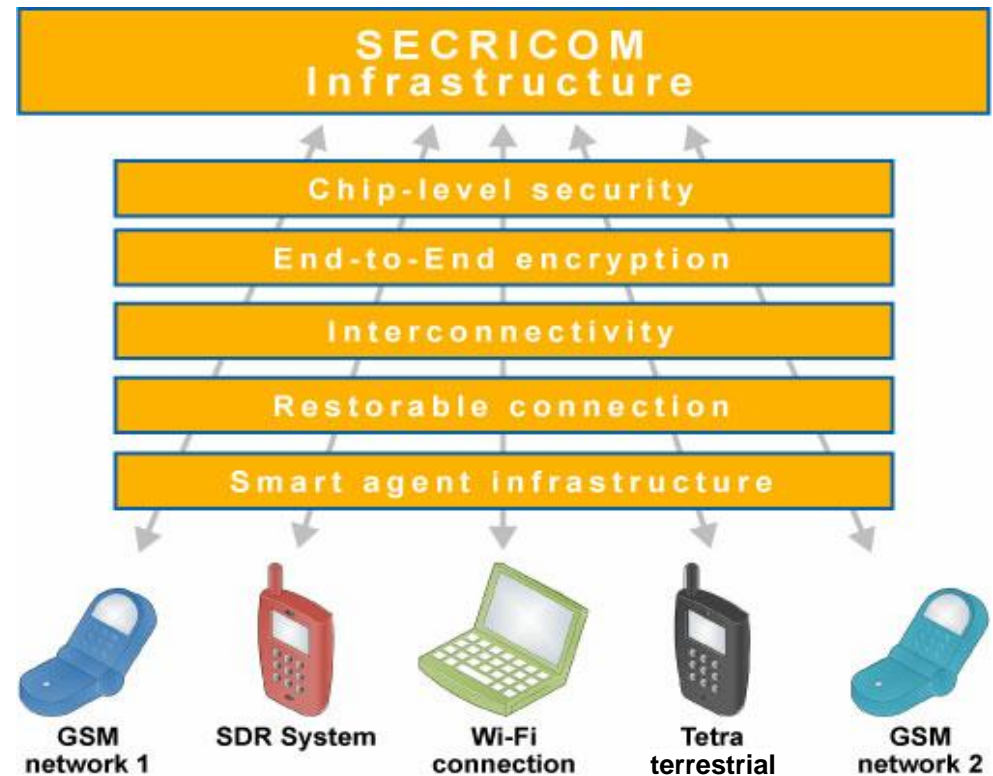 SECRICOM
Infrastructure
Chip-level security
End-to-End encryption
Interconnectivity
Restorable connection
Smart agent infrastructure
GSM
network 1
SDR System
Wi-Fi
connection
Tetra
terrestrial
GSM
network 2